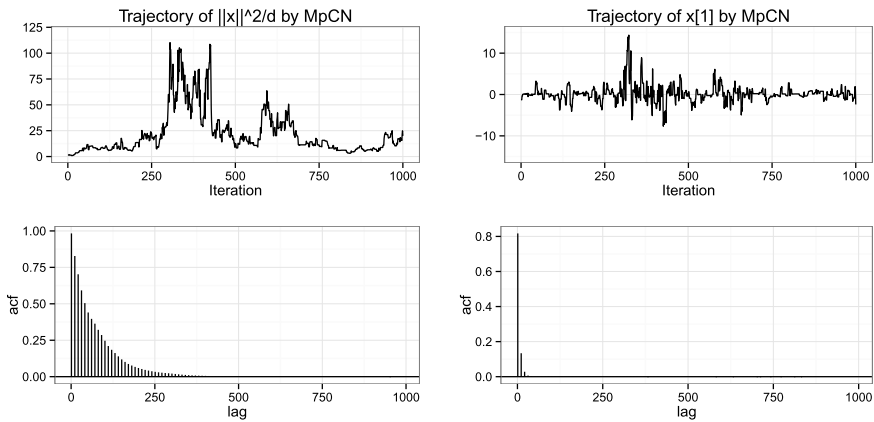 Trajectory of ||x||^2/d by MpCN
125
100
75
50
25
0
0 250 500 750 1000
Iteration
Trajectory of x[1] by MpCN
10
0
−10
0 250 500 750 1000
Iteration
1.00
0.75
0.50
0.25
0.00
acf
0 250 500 750 1000
lag
0.8
0.6
0.4
0.2
0.0
acf
0 250 500 750 1000
lag